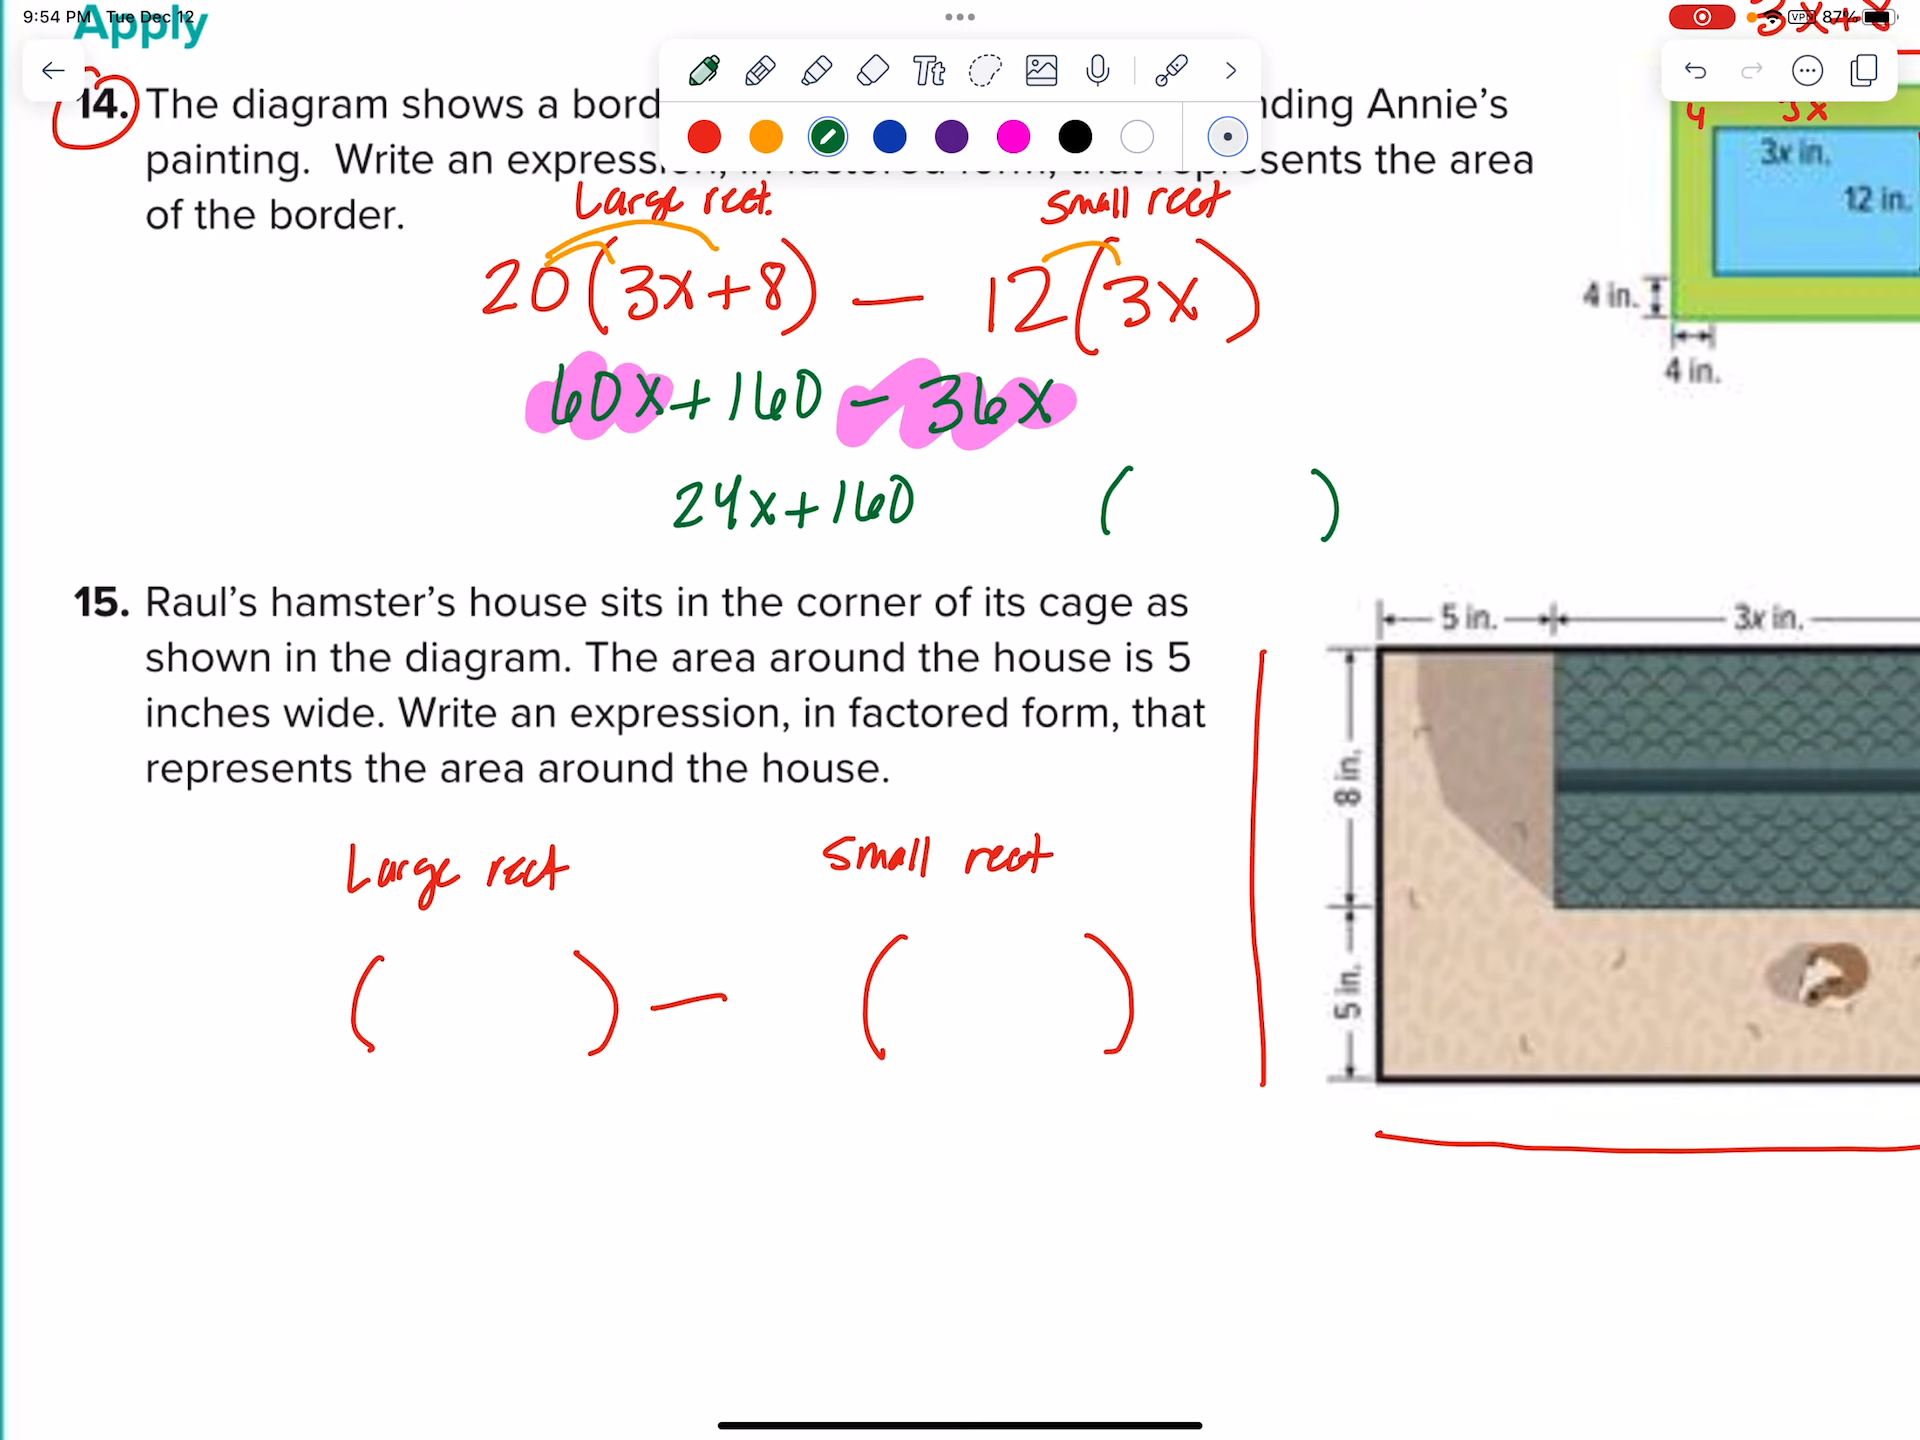 9:54 PM Tue Dec 12
87%
Apply
3x+8
14. The diagram shows a bord nding Annie's
4 3x
painting. Write an express sents the area
3x in.
of the border.
Large rect. Small rect
12 in.
20(3x+8) — 12(3x)
4 in.
4 in.
60x+160 - 36x
24x+160 ( )
15. Raul's hamster's house sits in the corner of its cage as
shown in the diagram. The area around the house is 5
inches wide. Write an expression, in factored form, that
represents the area around the house.
5 in. 3x in.
8 in.
5 in.
Large rect Small rect
( ) — ( )